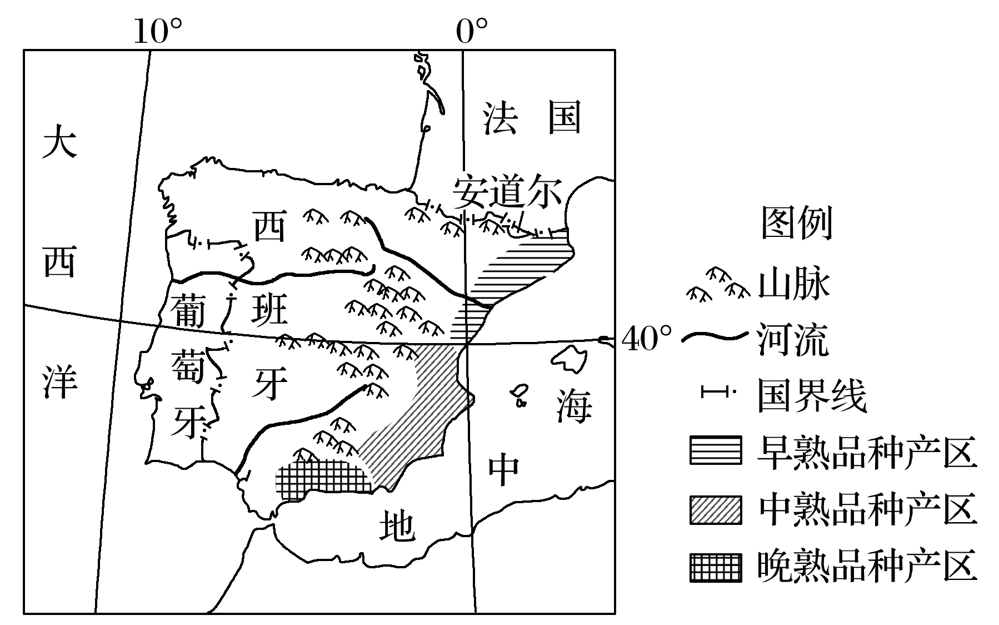 10° 0°
法国
大西洋
安道尔
西班牙
葡萄牙
40°
地中海
图例
山脉
河流
国界线
早熟品种产区
中熟品种产区
晚熟品种产区